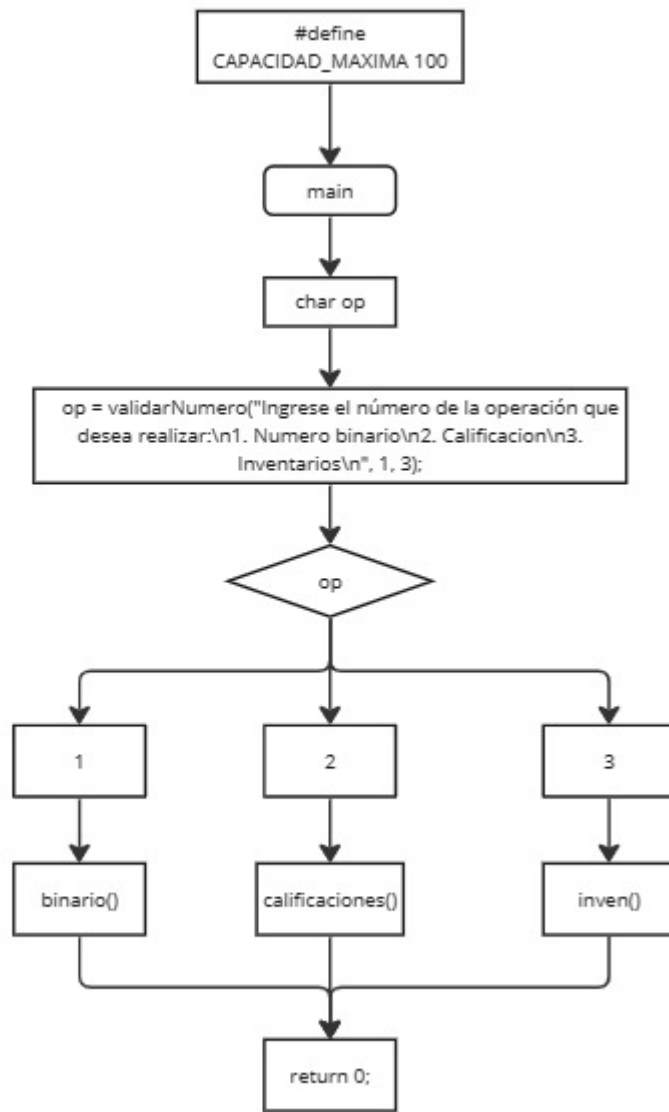 #define
CAPACIDAD_MAXIMA 100
main
char op
op = validarNumero("Ingrese el número de la operación que
desea realizar:\n1. Numero binario\n2. Calificacion\n3.
Inventarios\n", 1, 3);
op
1
2
3
binario()
calificaciones()
inven()
return 0;